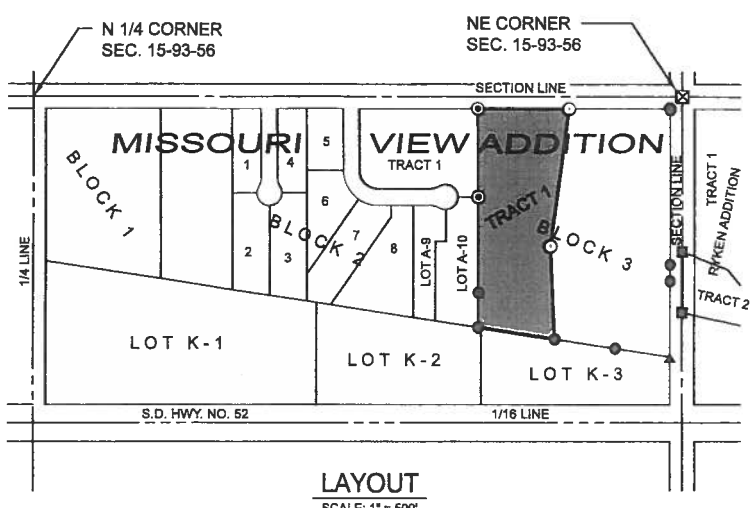 N 1/4 CORNER
SEC. 15-93-56
NE CORNER
SEC. 15-93-56
SECTION LINE
MISSOURI VIEW ADDITION
BLOCK 1
1
4
5
TRACT 1
6
TRACT 1
BLOCK 2
7
8
2
3
LOT A-9
LOT A-10
BLOCK 3
SECTION LINE
TRACT 1
RYKEN ADDITION
TRACT 2
1/4 LINE
LOT K-1
LOT K-2
LOT K-3
S.D. HWY. NO. 52
1/16 LINE
LAYOUT
SCALE: 1" = 500'